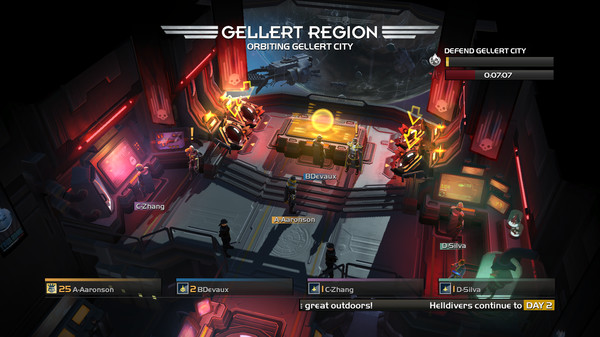 GELLERT REGION
ORBITING GELLERT CITY
DEFEND GELLERT CITY
0:07:07
BDevaux
C-Zhang
A-Aaronson
D-Silva
25 A-Aaronson
2 BDevaux
1 C-Zhang
1 D-Silva
great outdoors! Helldivers continue to DAY 2